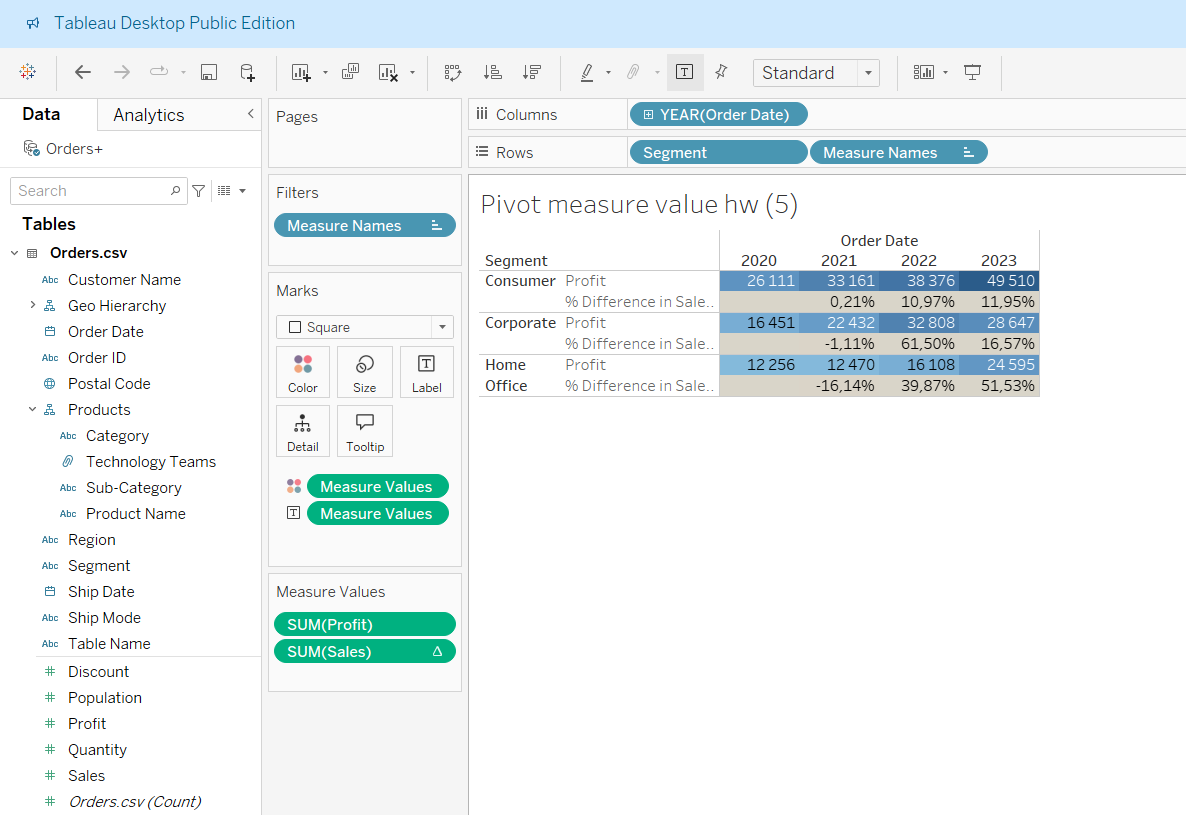 Tableau Desktop Public Edition
Standard
Data
Analytics
Orders+
Search
Tables
Orders.csv
Abc Customer Name
Geo Hierarchy
Order Date
Abc Order ID
Postal Code
Products
Abc Category
Technology Teams
Abc Sub-Category
Abc Product Name
Abc Region
Abc Segment
Ship Date
Abc Ship Mode
Abc Table Name
# Discount
# Population
# Profit
# Quantity
# Sales
# Orders.csv (Count)
Pages
Filters
Measure Names
Marks
Square
Color Size Label
Detail Tooltip
Measure Values
T Measure Values
Measure Values
SUM(Profit)
SUM(Sales) Δ
Columns YEAR(Order Date)
Rows Segment Measure Names
Pivot measure value hw (5)
Order Date
Segment 2020 2021 2022 2023
Consumer Profit 26 111 33 161 38 376 49 510
% Difference in Sale.. 0,21% 10,97% 11,95%
Corporate Profit 16 451 22 432 32 808 28 647
% Difference in Sale.. -1,11% 61,50% 16,57%
Home Profit 12 256 12 470 16 108 24 595
Office % Difference in Sale.. -16,14% 39,87% 51,53%